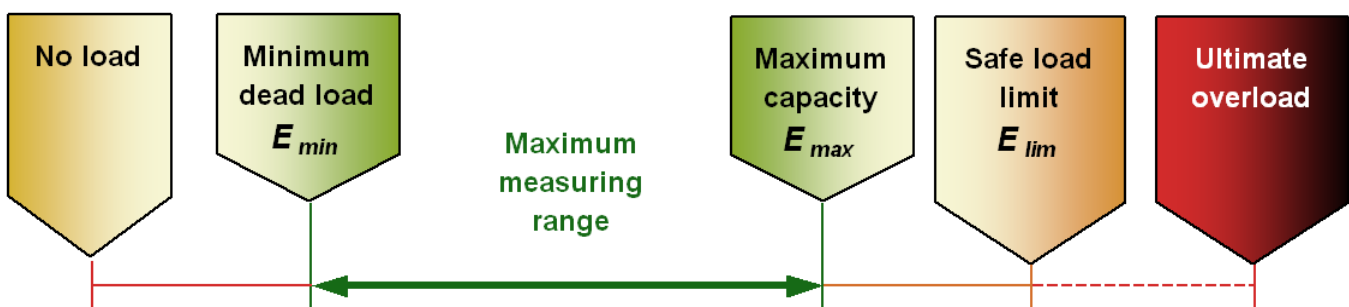 No load
Minimum
dead load
E min
Maximum
measuring
range
Maximum
capacity
E max
Safe load
limit
E lim
Ultimate
overload